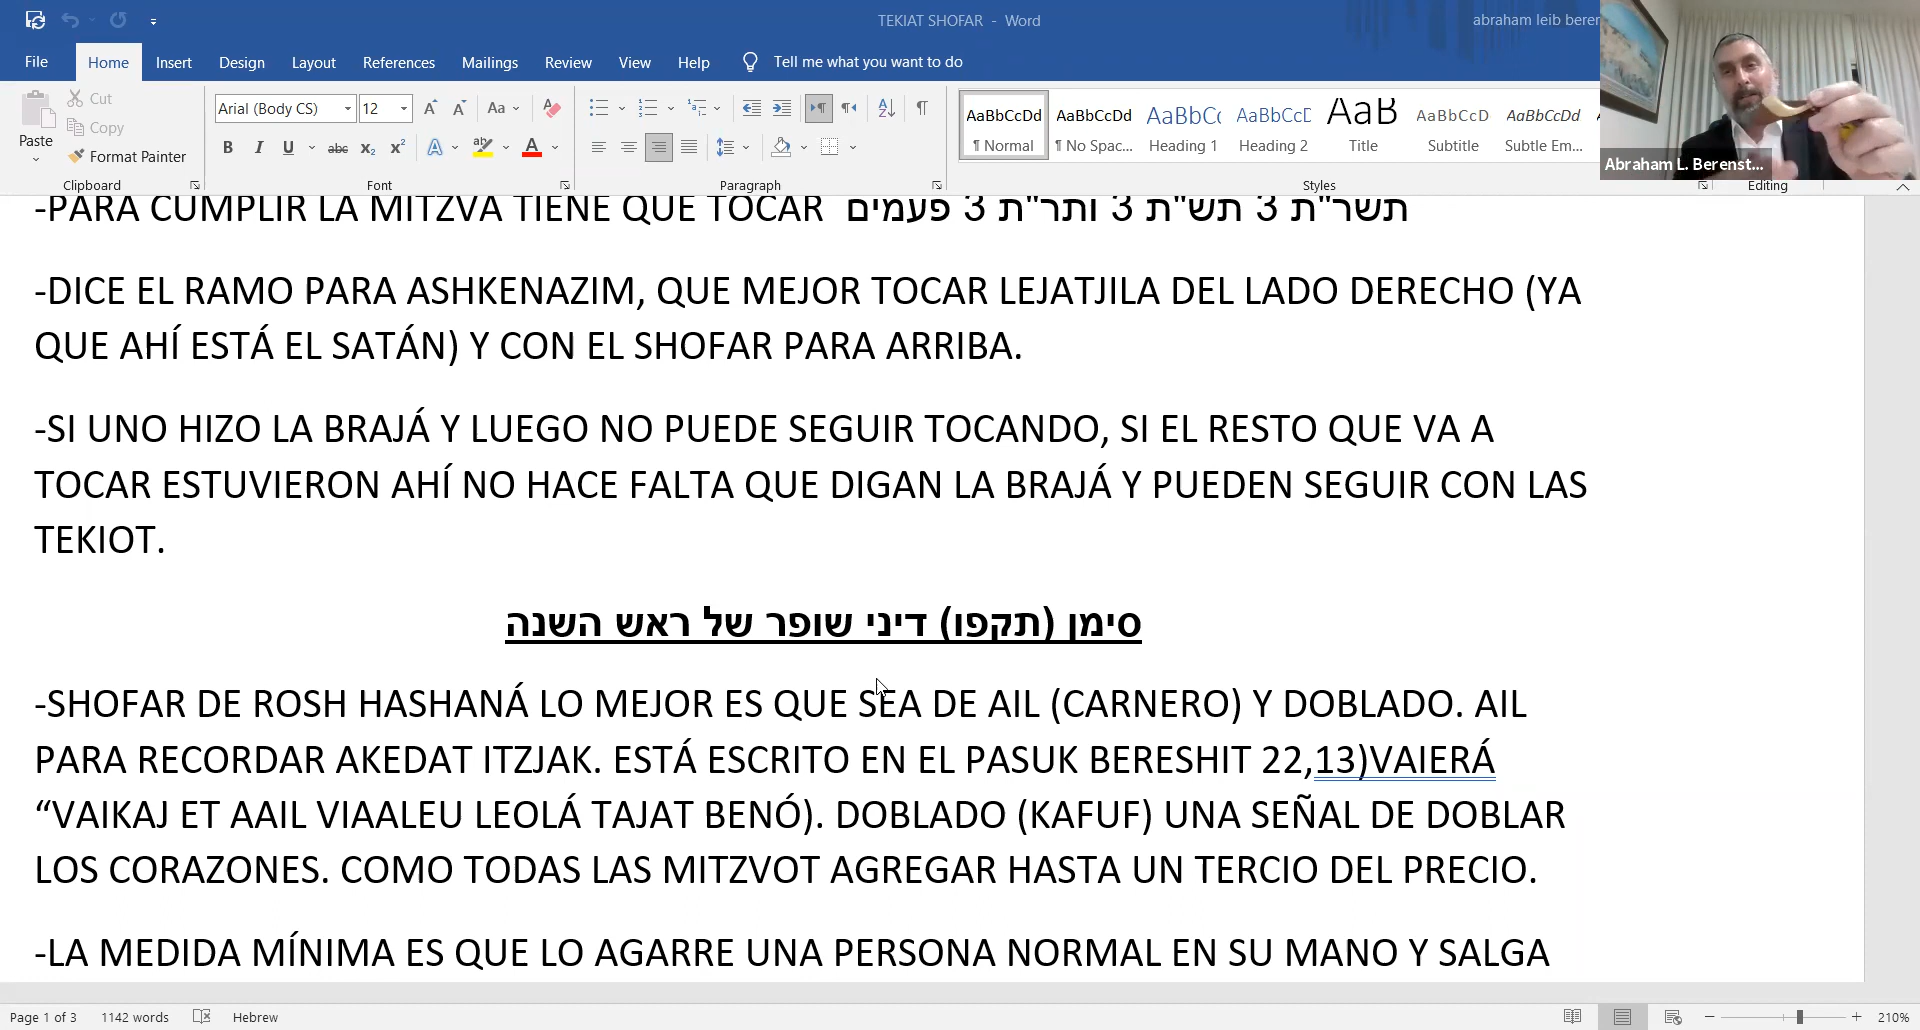 TEKIAT SHOFAR - Word
abraham leib beren
File Home Insert Design Layout References Mailings Review View Help Tell me what you want to do
Cut
Copy
Paste
Format Painter
Clipboard
Arial (Body CS) 12
Font
Paragraph
AaBbCcDd AaBbCcDd AaBbCc AaBbCcD AaB AaBbCcD AaBbCcDd
¶ Normal ¶ No Spac... Heading 1 Heading 2 Title Subtitle Subtle Em...
Styles
Editing
Abraham L. Berenst...
-PARA CUMPLIR LA MITZVA TIENE QUE TOCAR תשר"ת 3 תש"ת 3 ותר"ת 3 פעמים
-DICE EL RAMO PARA ASHKENAZIM, QUE MEJOR TOCAR LEJATJILA DEL LADO DERECHO (YA
QUE AHÍ ESTÁ EL SATÁN) Y CON EL SHOFAR PARA ARRIBA.
-SI UNO HIZO LA BRAJÁ Y LUEGO NO PUEDE SEGUIR TOCANDO, SI EL RESTO QUE VA A
TOCAR ESTUVIERON AHÍ NO HACE FALTA QUE DIGAN LA BRAJÁ Y PUEDEN SEGUIR CON LAS
TEKIOT.
סימן (תקפו) דיני שופר של ראש השנה
-SHOFAR DE ROSH HASHANÁ LO MEJOR ES QUE SEA DE AIL (CARNERO) Y DOBLADO. AIL
PARA RECORDAR AKEDAT ITZJAK. ESTÁ ESCRITO EN EL PASUK BERESHIT 22,13)VAIERÁ
“VAIKAJ ET AAIL VIAALEU LEOLÁ TAJAT BENÓ). DOBLADO (KAFUF) UNA SEÑAL DE DOBLAR
LOS CORAZONES. COMO TODAS LAS MITZVOT AGREGAR HASTA UN TERCIO DEL PRECIO.
-LA MEDIDA MÍNIMA ES QUE LO AGARRE UNA PERSONA NORMAL EN SU MANO Y SALGA
Page 1 of 3 1142 words Hebrew 210%